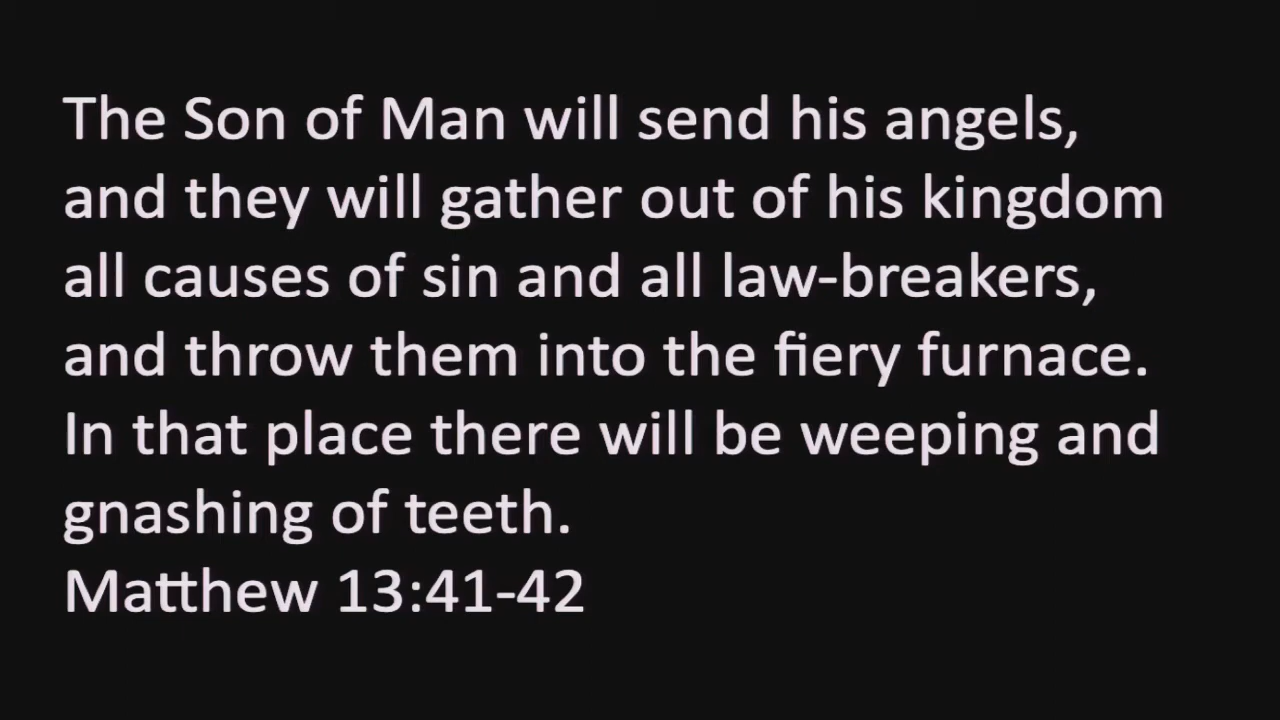 The Son of Man will send his angels,
and they will gather out of his kingdom
all causes of sin and all law-breakers,
and throw them into the fiery furnace.
In that place there will be weeping and
gnashing of teeth.
Matthew 13:41-42